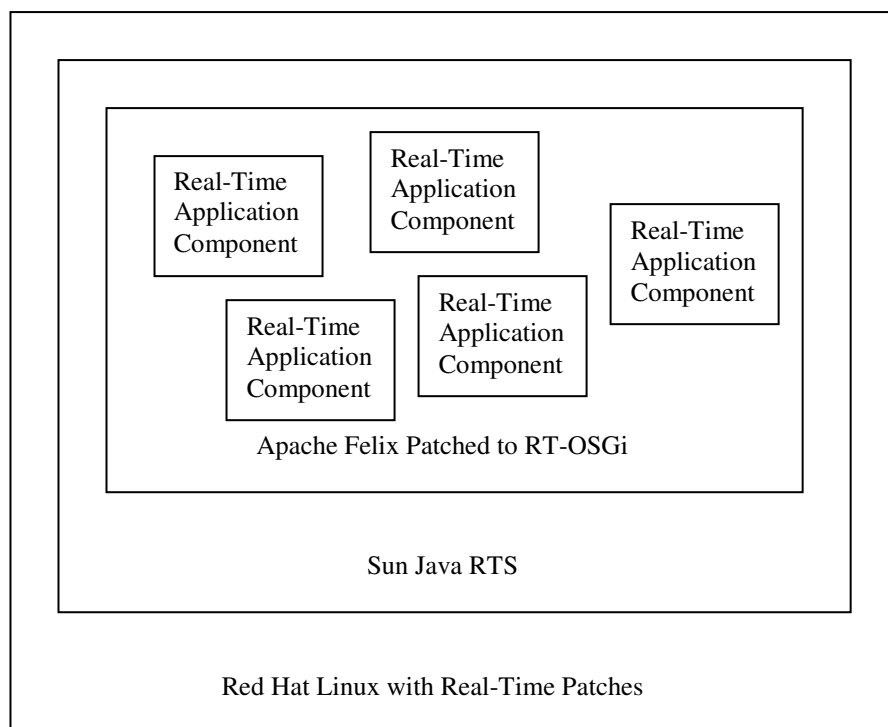 Real-Time
Application
Component
Real-Time
Application
Component
Real-Time
Application
Component
Real-Time
Application
Component
Real-Time
Application
Component
Apache Felix Patched to RT-OSGi
Sun Java RTS
Red Hat Linux with Real-Time Patches